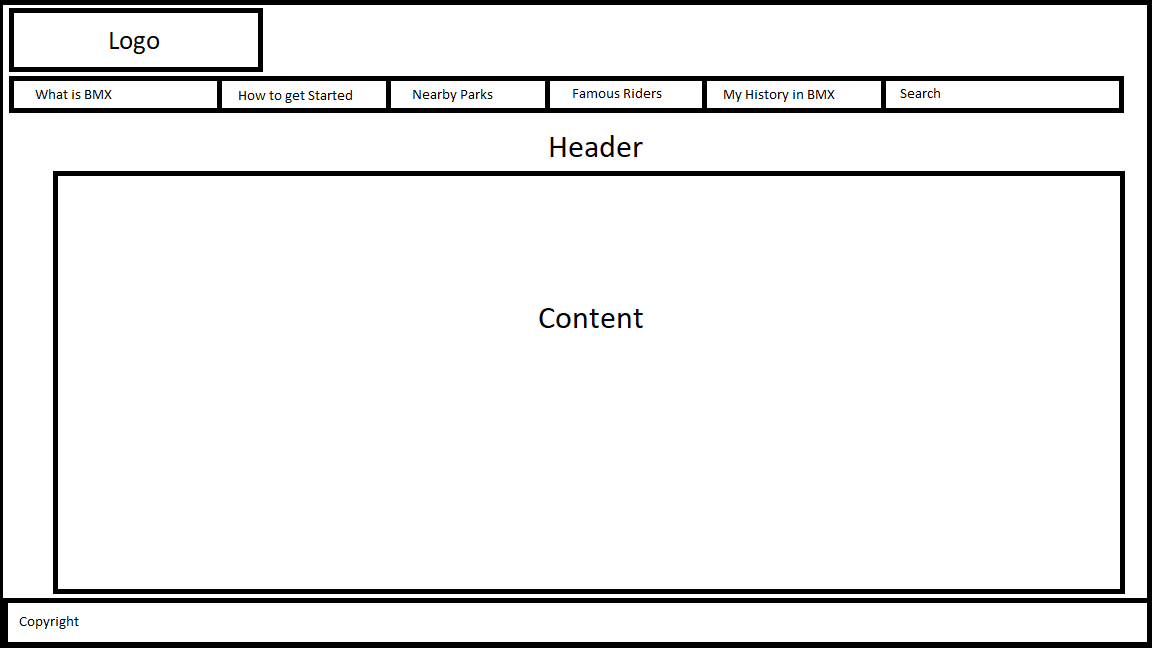 Logo
What is BMX
How to get Started
Nearby Parks
Famous Riders
My History in BMX
Search
Header
Content
Copyright